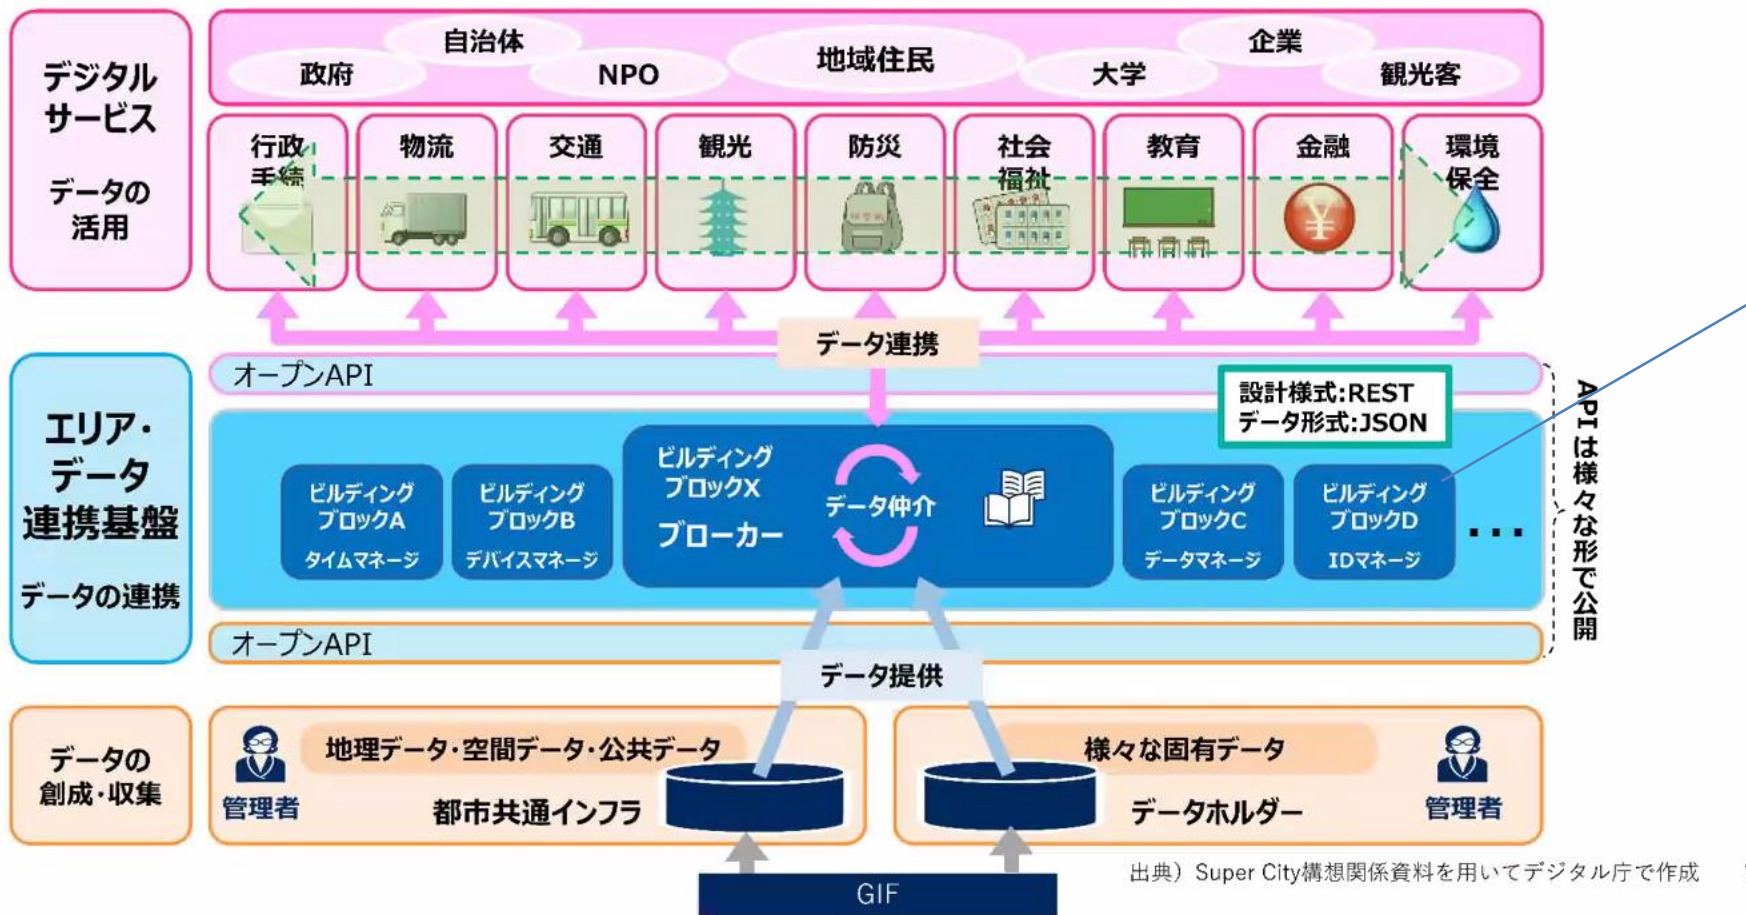 デジタル
サービス
データの
活用
政府
自治体
NPO
地域住民
大学
企業
観光客
行政
手続
物流
交通
観光
防災
社会
福祉
教育
金融
環境
保全
データ連携
エリア・
データ
連携基盤
データの連携
オープンAPI
設計様式:REST
データ形式:JSON
ビルディング
ブロックA
タイムマネージ
ビルディング
ブロックB
デバイスマネージ
ビルディング
ブロックX
ブローカー
データ仲介
ビルディング
ブロックC
データマネージ
ビルディング
ブロックD
IDマネージ
...
オープンAPI
APIは様々な形で公開
データ提供
データの
創成・収集
管理者
地理データ・空間データ・公共データ
都市共通インフラ
様々な固有データ
データホルダー
管理者
GIF
出典）Super City構想関係資料を用いてデジタル庁で作成